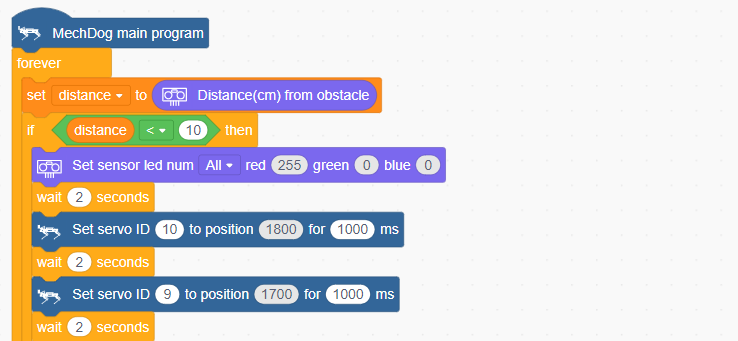 MechDog main program
forever
set distance to Distance(cm) from obstacle
if distance < 10 then
Set sensor led num All red 255 green 0 blue 0
wait 2 seconds
Set servo ID 10 to position 1800 for 1000 ms
wait 2 seconds
Set servo ID 9 to position 1700 for 1000 ms
wait 2 seconds